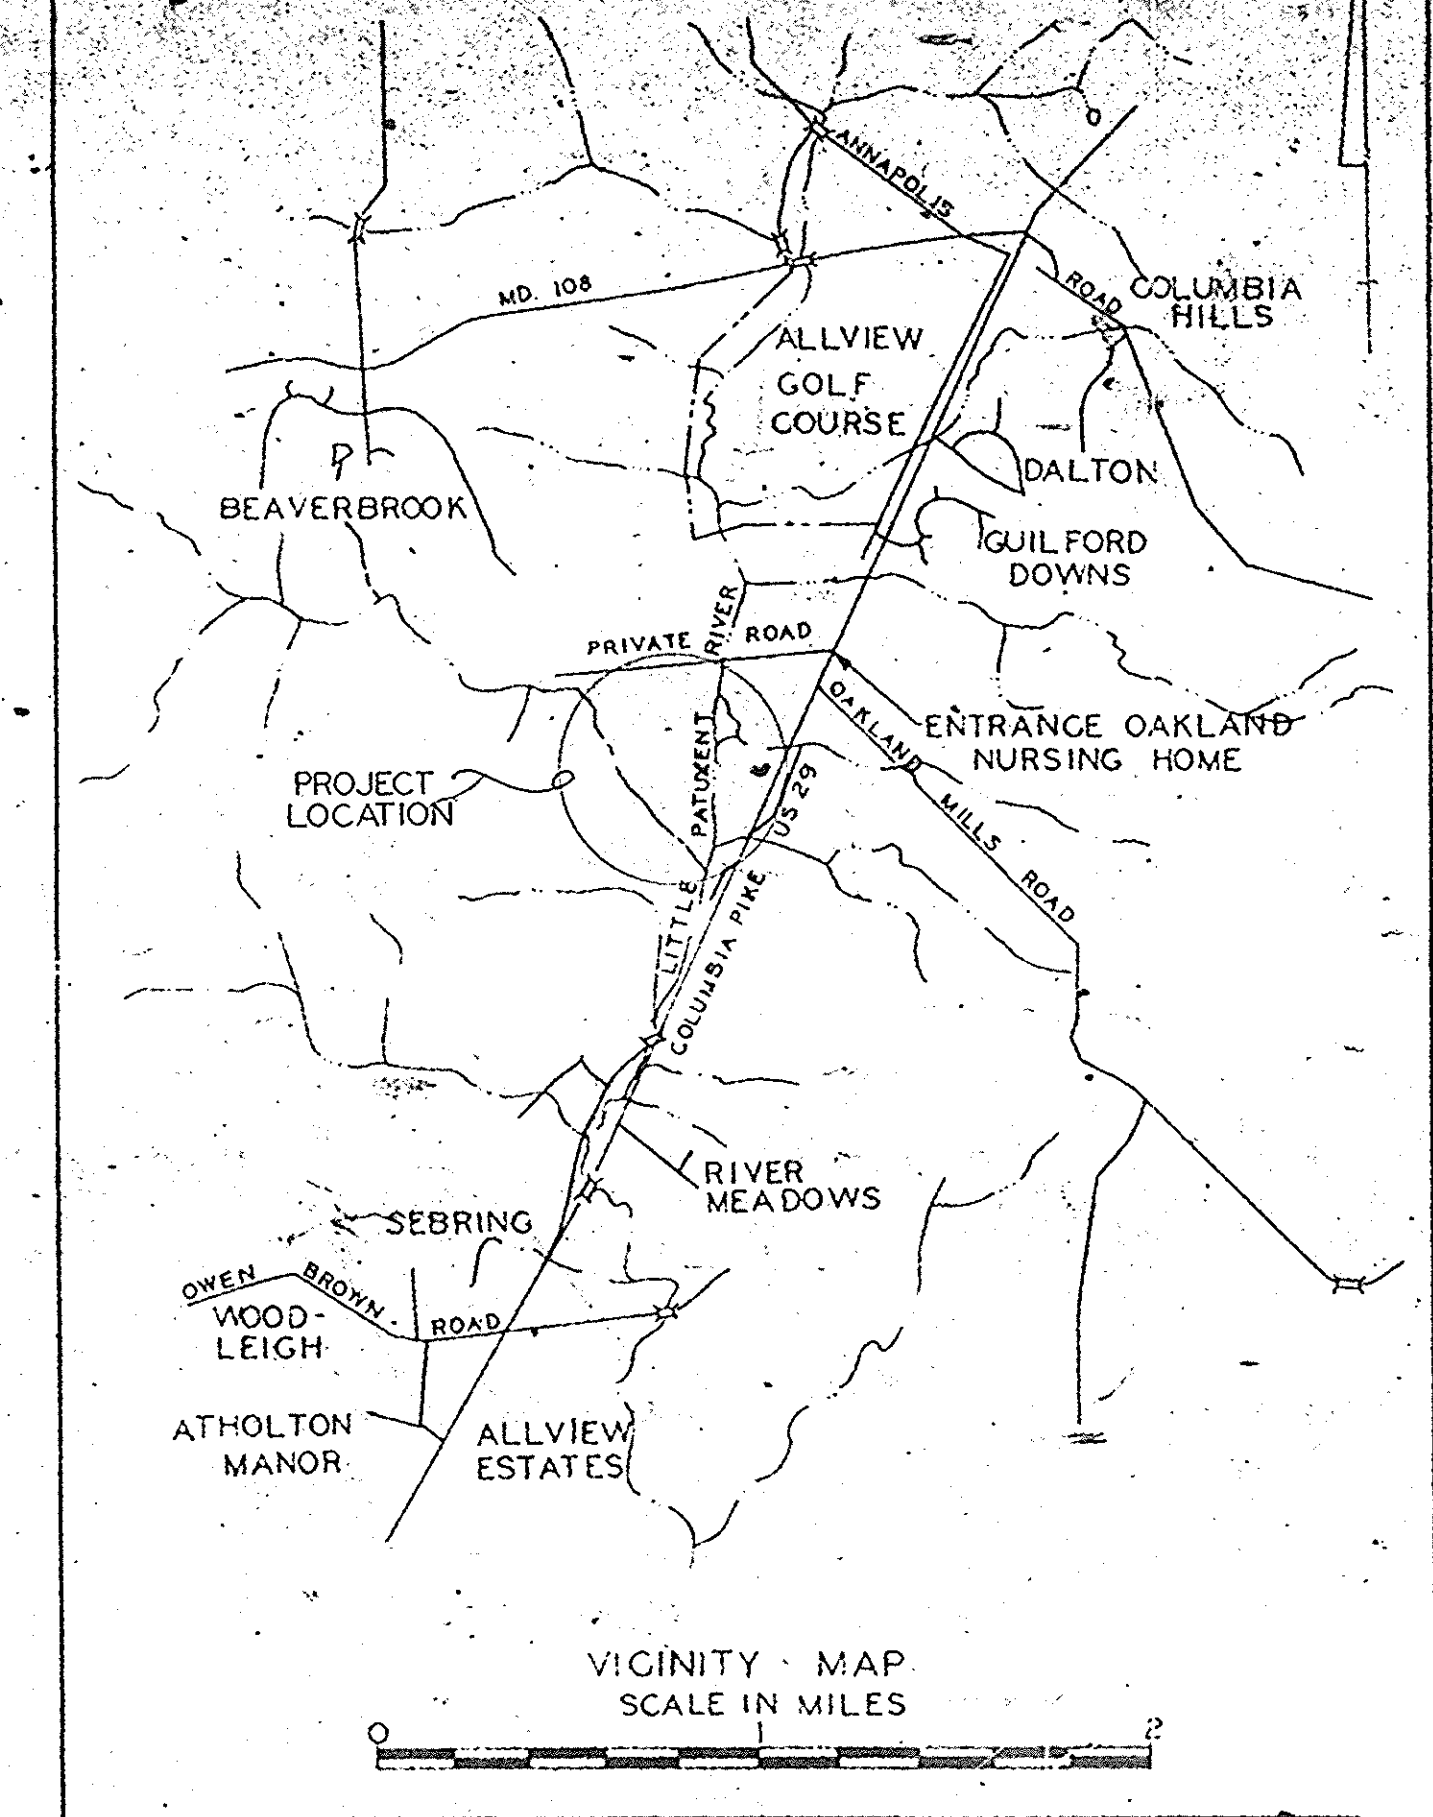 ANNAPOLIS
ROAD
COLUMBIA
HILLS
MD. 108
ALLVIEW
GOLF
COURSE
DALTON
BEAVERBROOK
GUILFORD
DOWNS
PRIVATE ROAD
LITTLE PATUXENT RIVER
OAKLAND MILLS ROAD
ENTRANCE OAKLAND
NURSING HOME
PROJECT
LOCATION
COLUMBIA PIKE US 29
RIVER
MEADOWS
SEBRING
OWEN BROWN ROAD
WOOD-
LEIGH
ATHOLTON
MANOR
ALLVIEW
ESTATES
VICINITY MAP
SCALE IN MILES
0 1 2